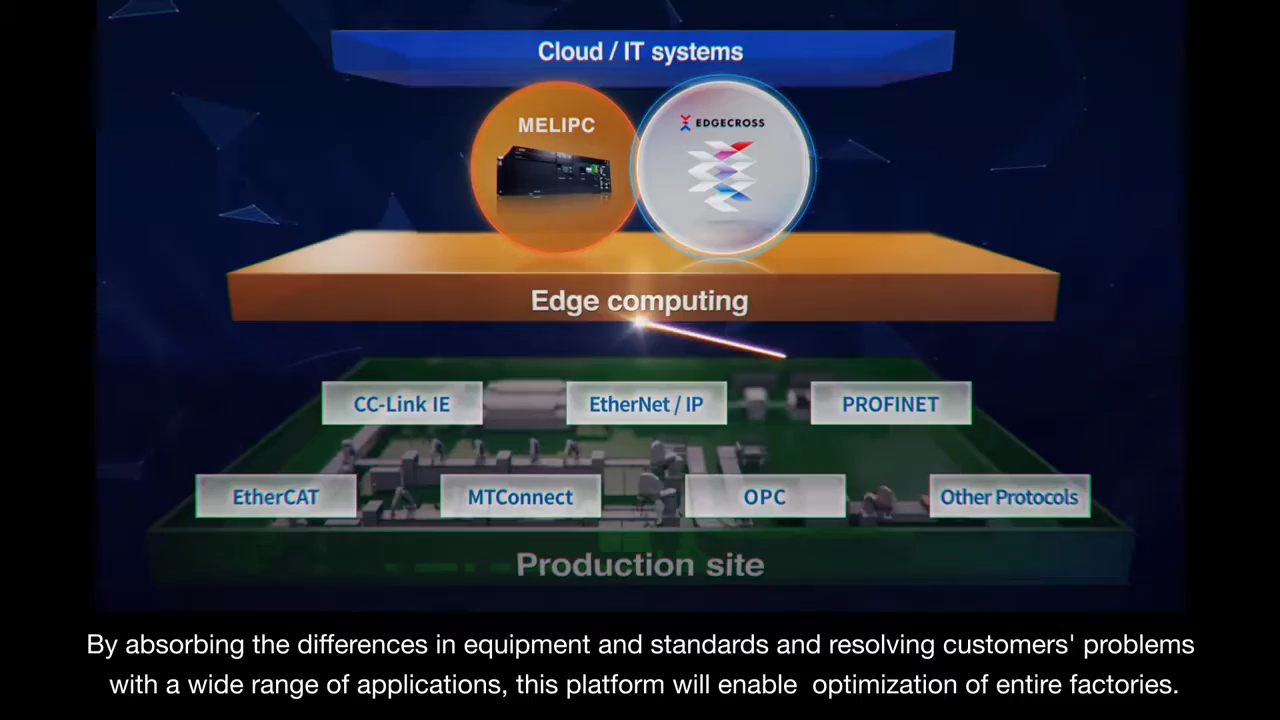 Cloud / IT systems
MELIPC
EDGECROSS
Edge computing
CC-Link IE
EtherNet / IP
PROFINET
EtherCAT
MTConnect
OPC
Other Protocols
Production site
By absorbing the differences in equipment and standards and resolving customers' problems
with a wide range of applications, this platform will enable  optimization of entire factories.